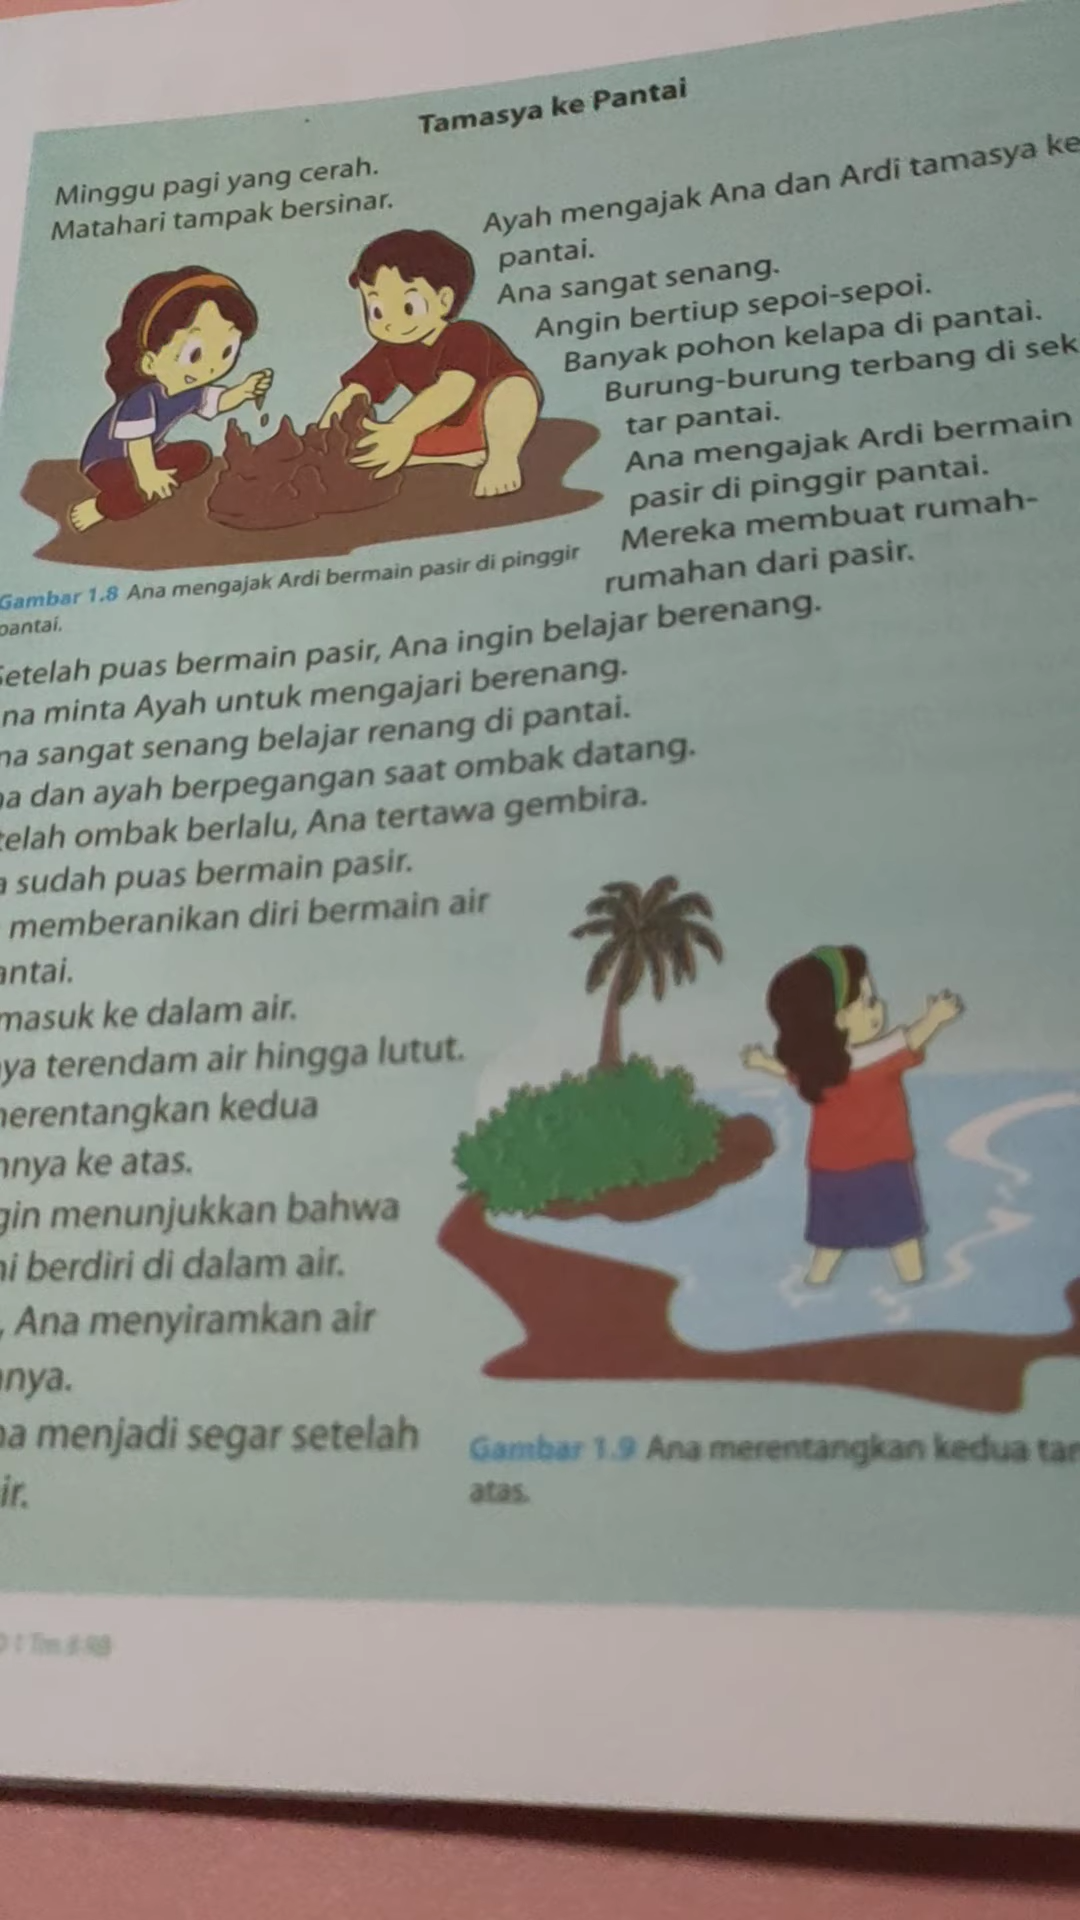 Tamasya ke Pantai
Minggu pagi yang cerah.
Matahari tampak bersinar.
Ayah mengajak Ana dan Ardi tamasya ke
pantai.
Ana sangat senang.
Angin bertiup sepoi-sepoi.
Banyak pohon kelapa di pantai.
Burung-burung terbang di sek
tar pantai.
Ana mengajak Ardi bermain
pasir di pinggir pantai.
Mereka membuat rumah-
rumahan dari pasir.
Gambar 1.8 Ana mengajak Ardi bermain pasir di pinggir
pantai.
Setelah puas bermain pasir, Ana ingin belajar berenang.
na minta Ayah untuk mengajari berenang.
na sangat senang belajar renang di pantai.
a dan ayah berpegangan saat ombak datang.
telah ombak berlalu, Ana tertawa gembira.
a sudah puas bermain pasir.
memberanikan diri bermain air
antai.
masuk ke dalam air.
ya terendam air hingga lutut.
merentangkan kedua
nnya ke atas.
gin menunjukkan bahwa
ni berdiri di dalam air.
, Ana menyiramkan air
nya.
na menjadi segar setelah
ir.
Gambar 1.9 Ana merentangkan kedua tan
atas.